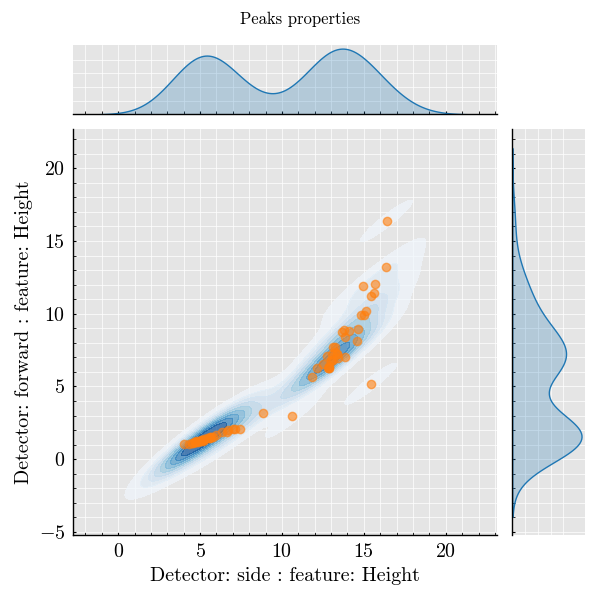 Peaks properties
Detector: forward : feature: Height
20
15
10
5
0
−5
0 5 10 15 20
Detector: side : feature: Height